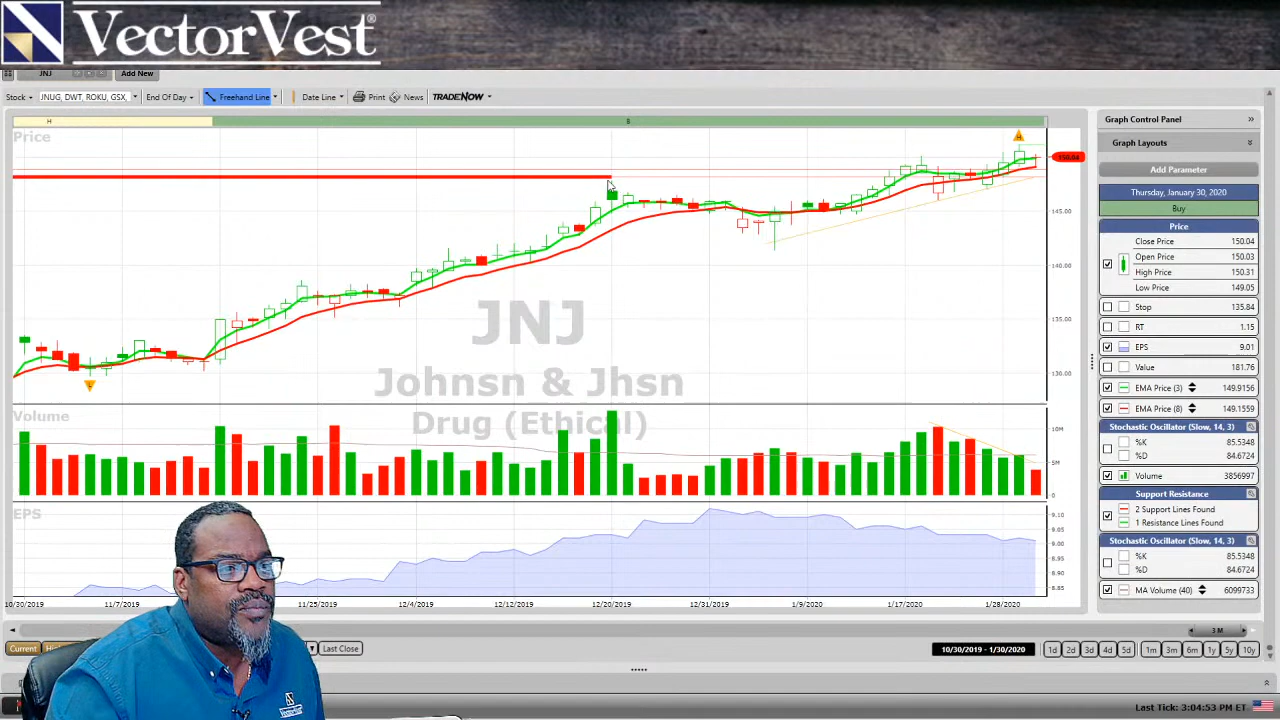 VectorVest®
JNJ
Add New
Stock JNUG, DWT, ROKU, GSX, End Of Day Freehand Line Date Line Print News TRADENOW
H
B
Price
H
150.04
145.00
140.00
135.00
130.00
JNJ
Johnsn & Jhsn
Drug (Ethical)
L
Volume
10M
5M
0
EPS
9.10
9.05
9.00
8.95
8.90
8.85
10/30/2019 11/7/2019 11/25/2019 12/4/2019 12/12/2019 12/20/2019 12/31/2019 1/9/2020 1/17/2020 1/28/2020
3 M
Current Last Close
10/30/2019 - 1/30/2020 1d 2d 3d 4d 5d 1m 3m 6m 1y 5y 10y
Graph Control Panel
Graph Layouts
Add Parameter
Thursday, January 30, 2020
Buy
Price
Close Price 150.04
Open Price 150.03
High Price 150.31
Low Price 149.05
Stop 135.84
RT 1.15
EPS 9.01
Value 181.76
EMA Price (3) 149.9156
EMA Price (8) 149.1559
Stochastic Oscillator (Slow, 14, 3)
%K 85.5348
%D 84.6724
Volume 3856997
Support Resistance
2 Support Lines Found
1 Resistance Lines Found
Stochastic Oscillator (Slow, 14, 3)
%K 85.5348
%D 84.6724
MA Volume (40) 6099733
Last Tick: 3:04:53 PM ET
VectorVest